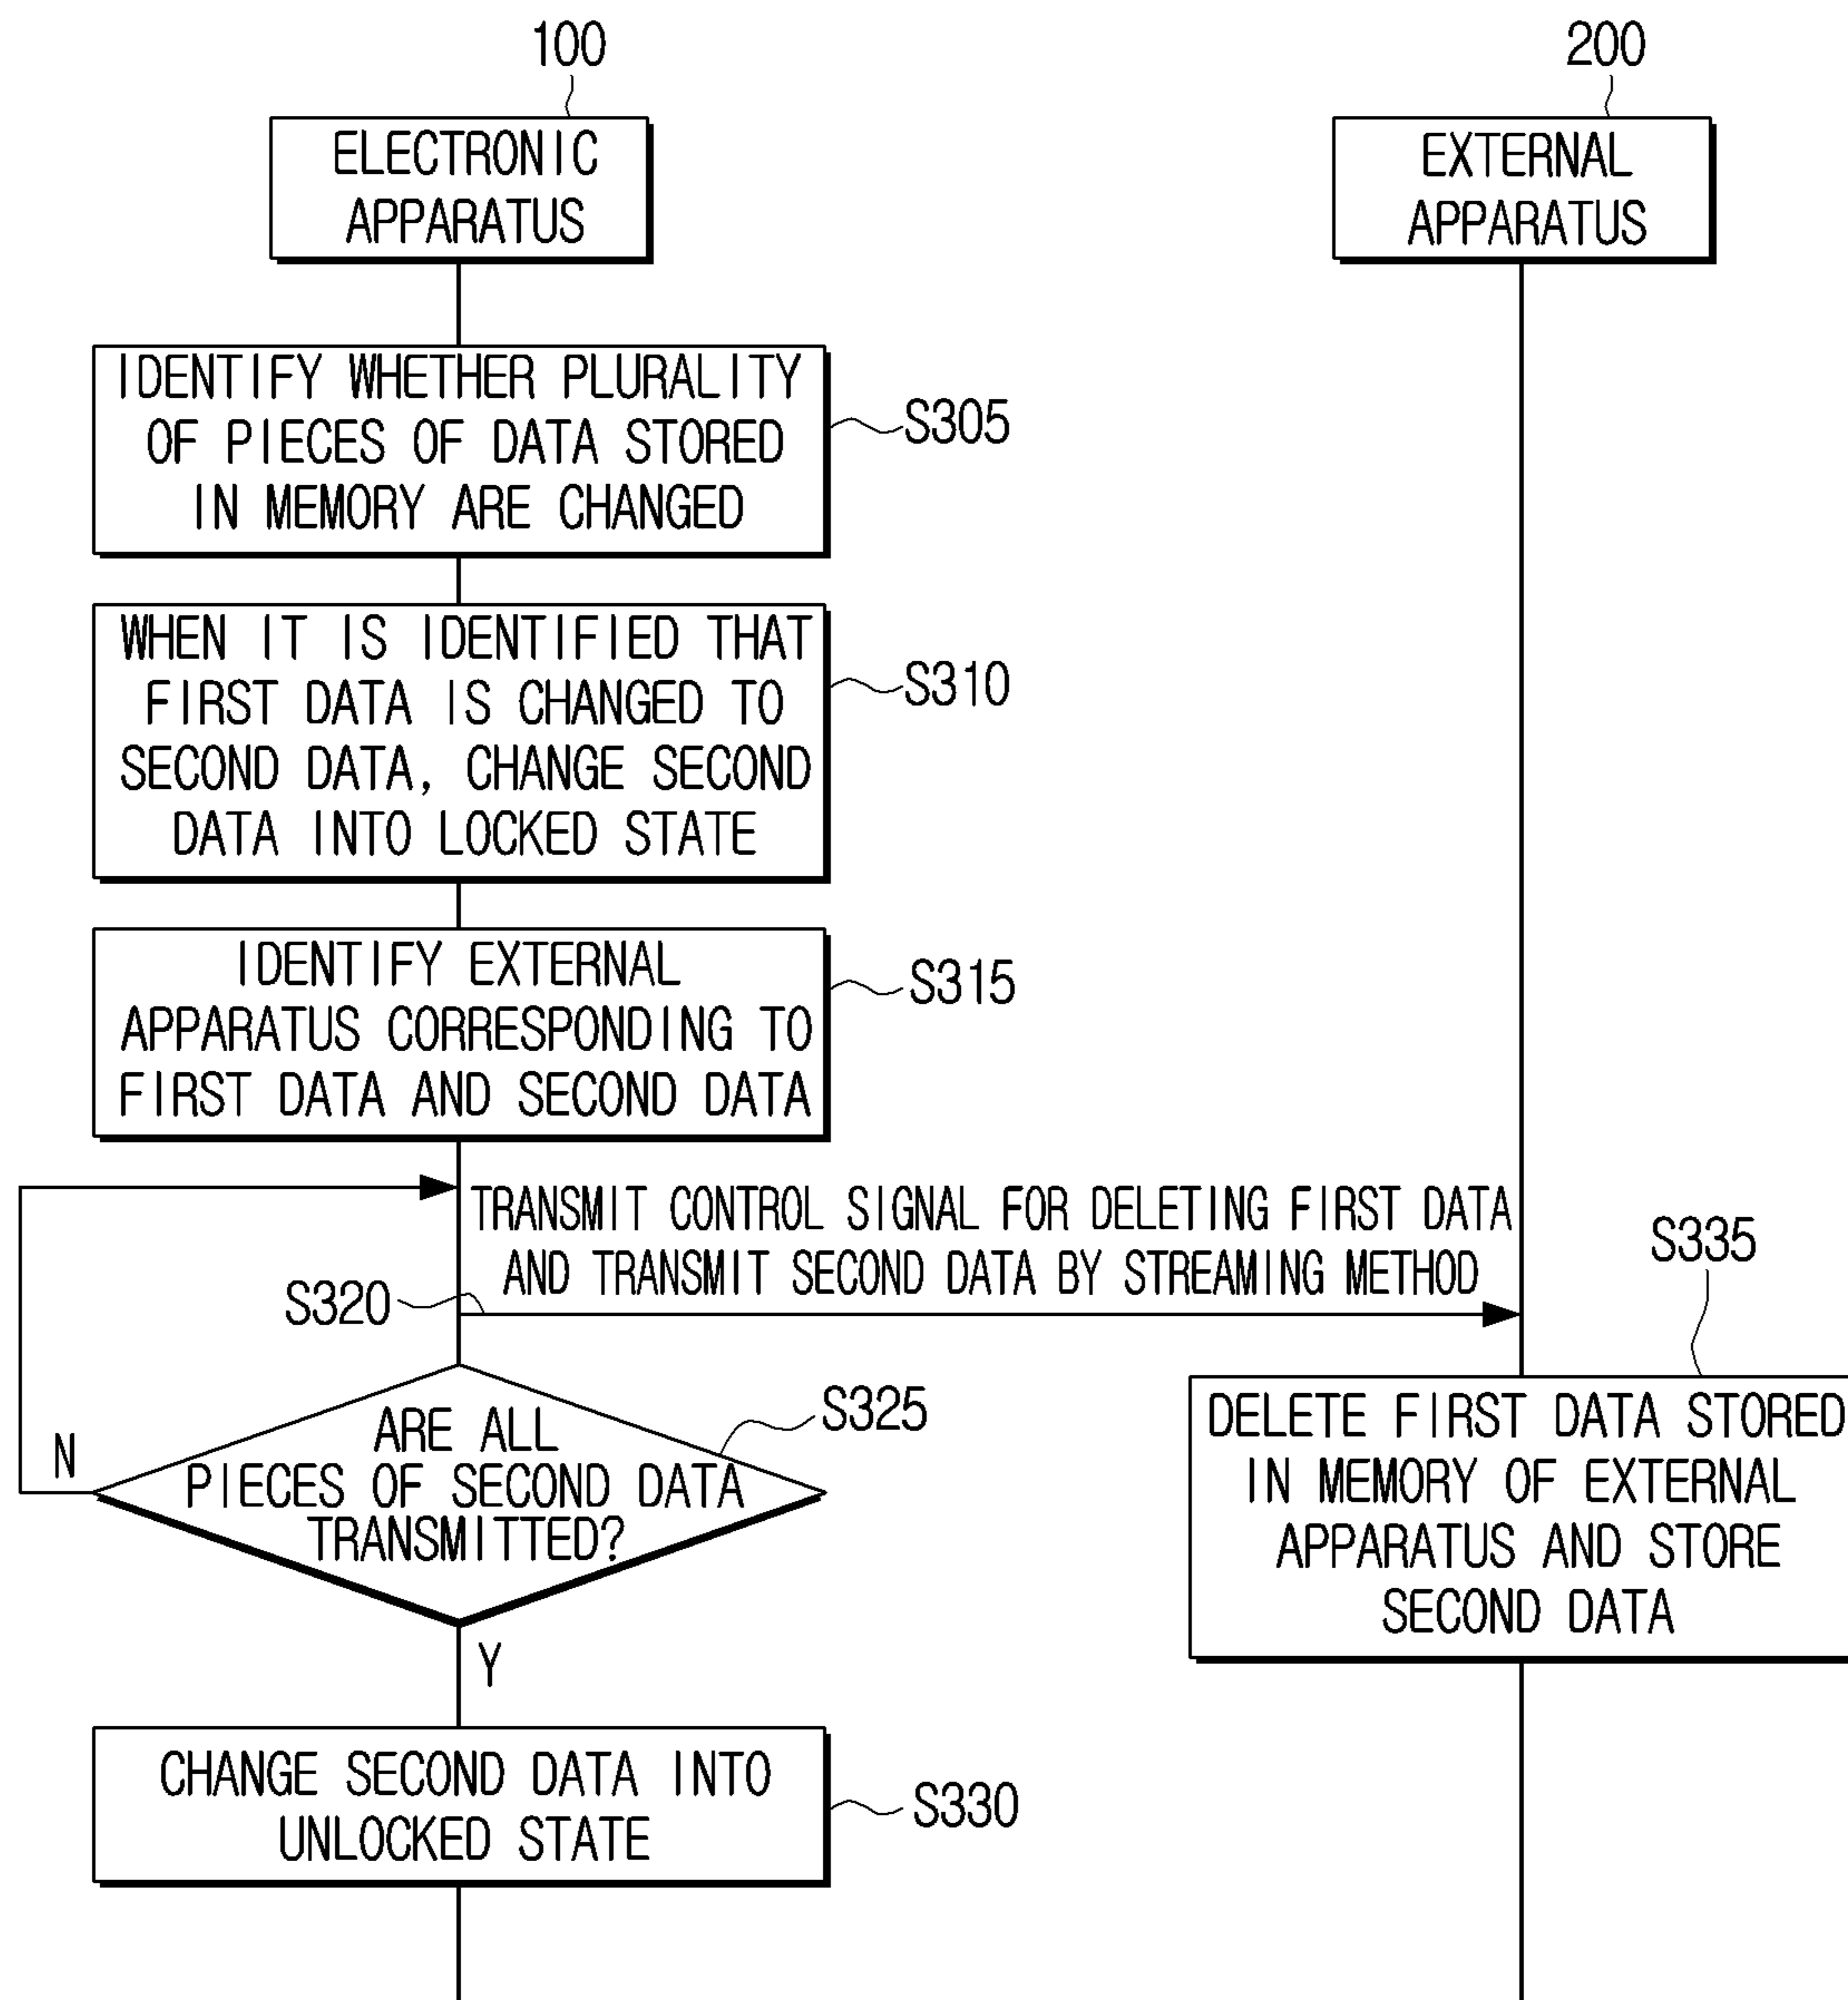 100
200
ELECTRONIC
APPARATUS
EXTERNAL
APPARATUS
IDENTIFY WHETHER PLURALITY
OF PIECES OF DATA STORED
IN MEMORY ARE CHANGED
S305
WHEN IT IS IDENTIFIED THAT
FIRST DATA IS CHANGED TO
SECOND DATA, CHANGE SECOND
DATA INTO LOCKED STATE
S310
IDENTIFY EXTERNAL
APPARATUS CORRESPONDING TO
FIRST DATA AND SECOND DATA
S315
TRANSMIT CONTROL SIGNAL FOR DELETING FIRST DATA
AND TRANSMIT SECOND DATA BY STREAMING METHOD
S320
S335
ARE ALL
PIECES OF SECOND DATA
TRANSMITTED?
S325
N
Y
DELETE FIRST DATA STORED
IN MEMORY OF EXTERNAL
APPARATUS AND STORE
SECOND DATA
CHANGE SECOND DATA INTO
UNLOCKED STATE
S330